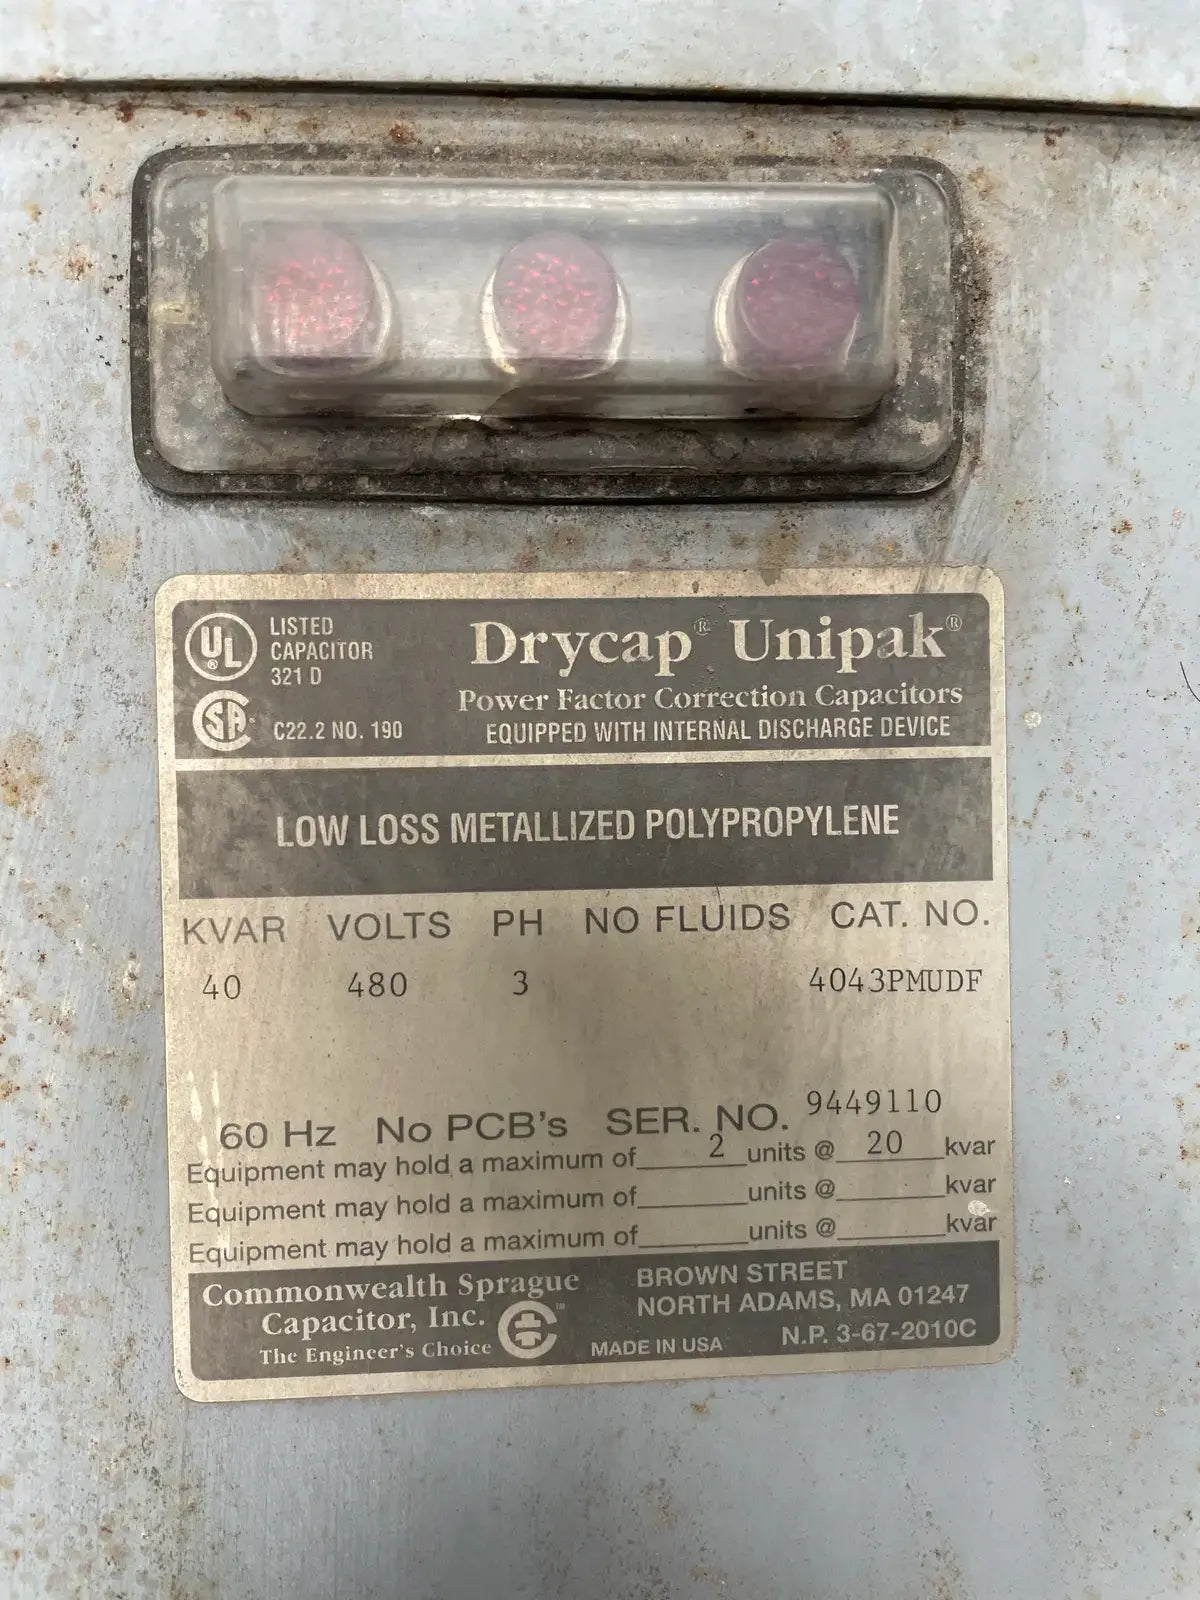 UL®
LISTED
CAPACITOR
321 D
SA®
C22.2 NO. 190
Drycap® Unipak®
Power Factor Correction Capacitors
EQUIPPED WITH INTERNAL DISCHARGE DEVICE
LOW LOSS METALLIZED POLYPROPYLENE
KVAR VOLTS PH NO FLUIDS CAT. NO.
40 480 3 4043PMUDF
60 Hz No PCB's SER. NO. 9449110
Equipment may hold a maximum of 2 units @ 20 kvar
Equipment may hold a maximum of units @ kvar
Equipment may hold a maximum of units @ kvar
Commonwealth Sprague
Capacitor, Inc.
The Engineer's Choice
™
MADE IN USA
BROWN STREET
NORTH ADAMS, MA 01247
N.P. 3-67-2010C